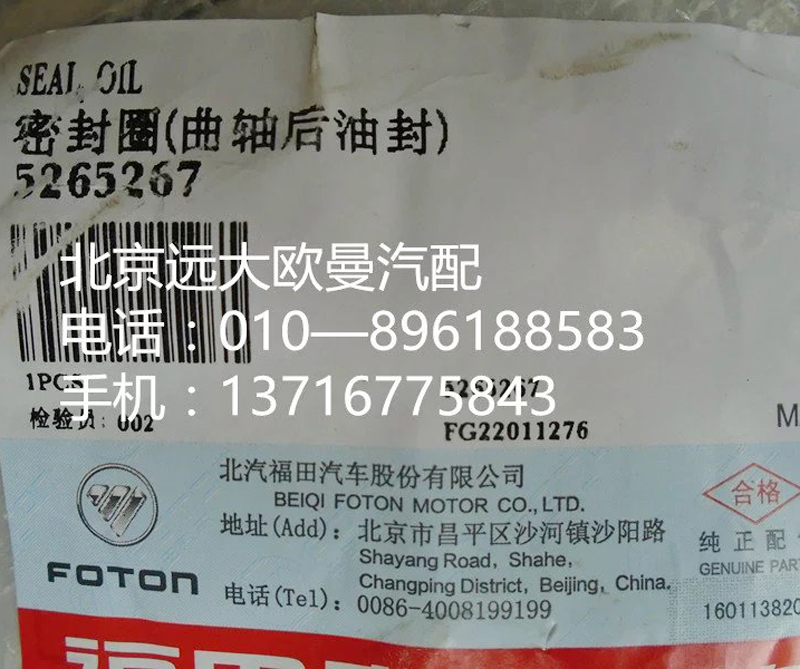 SEAL, OIL
密封圈(曲轴后油封)
5265267
北京远大欧曼汽配
电话：010—896188583
1PCS
5265267
手机：13716775843
检验员：002
FG22011276
北汽福田汽车股份有限公司
BEIQI FOTON MOTOR CO.,LTD.
合格
地址(Add)：北京市昌平区沙河镇沙阳路
Shayang Road, Shahe,
Changping District, Beijing, China.
纯正配
GENUINE PART
FOTON
电话(Tel)：0086-4008199199
16011382